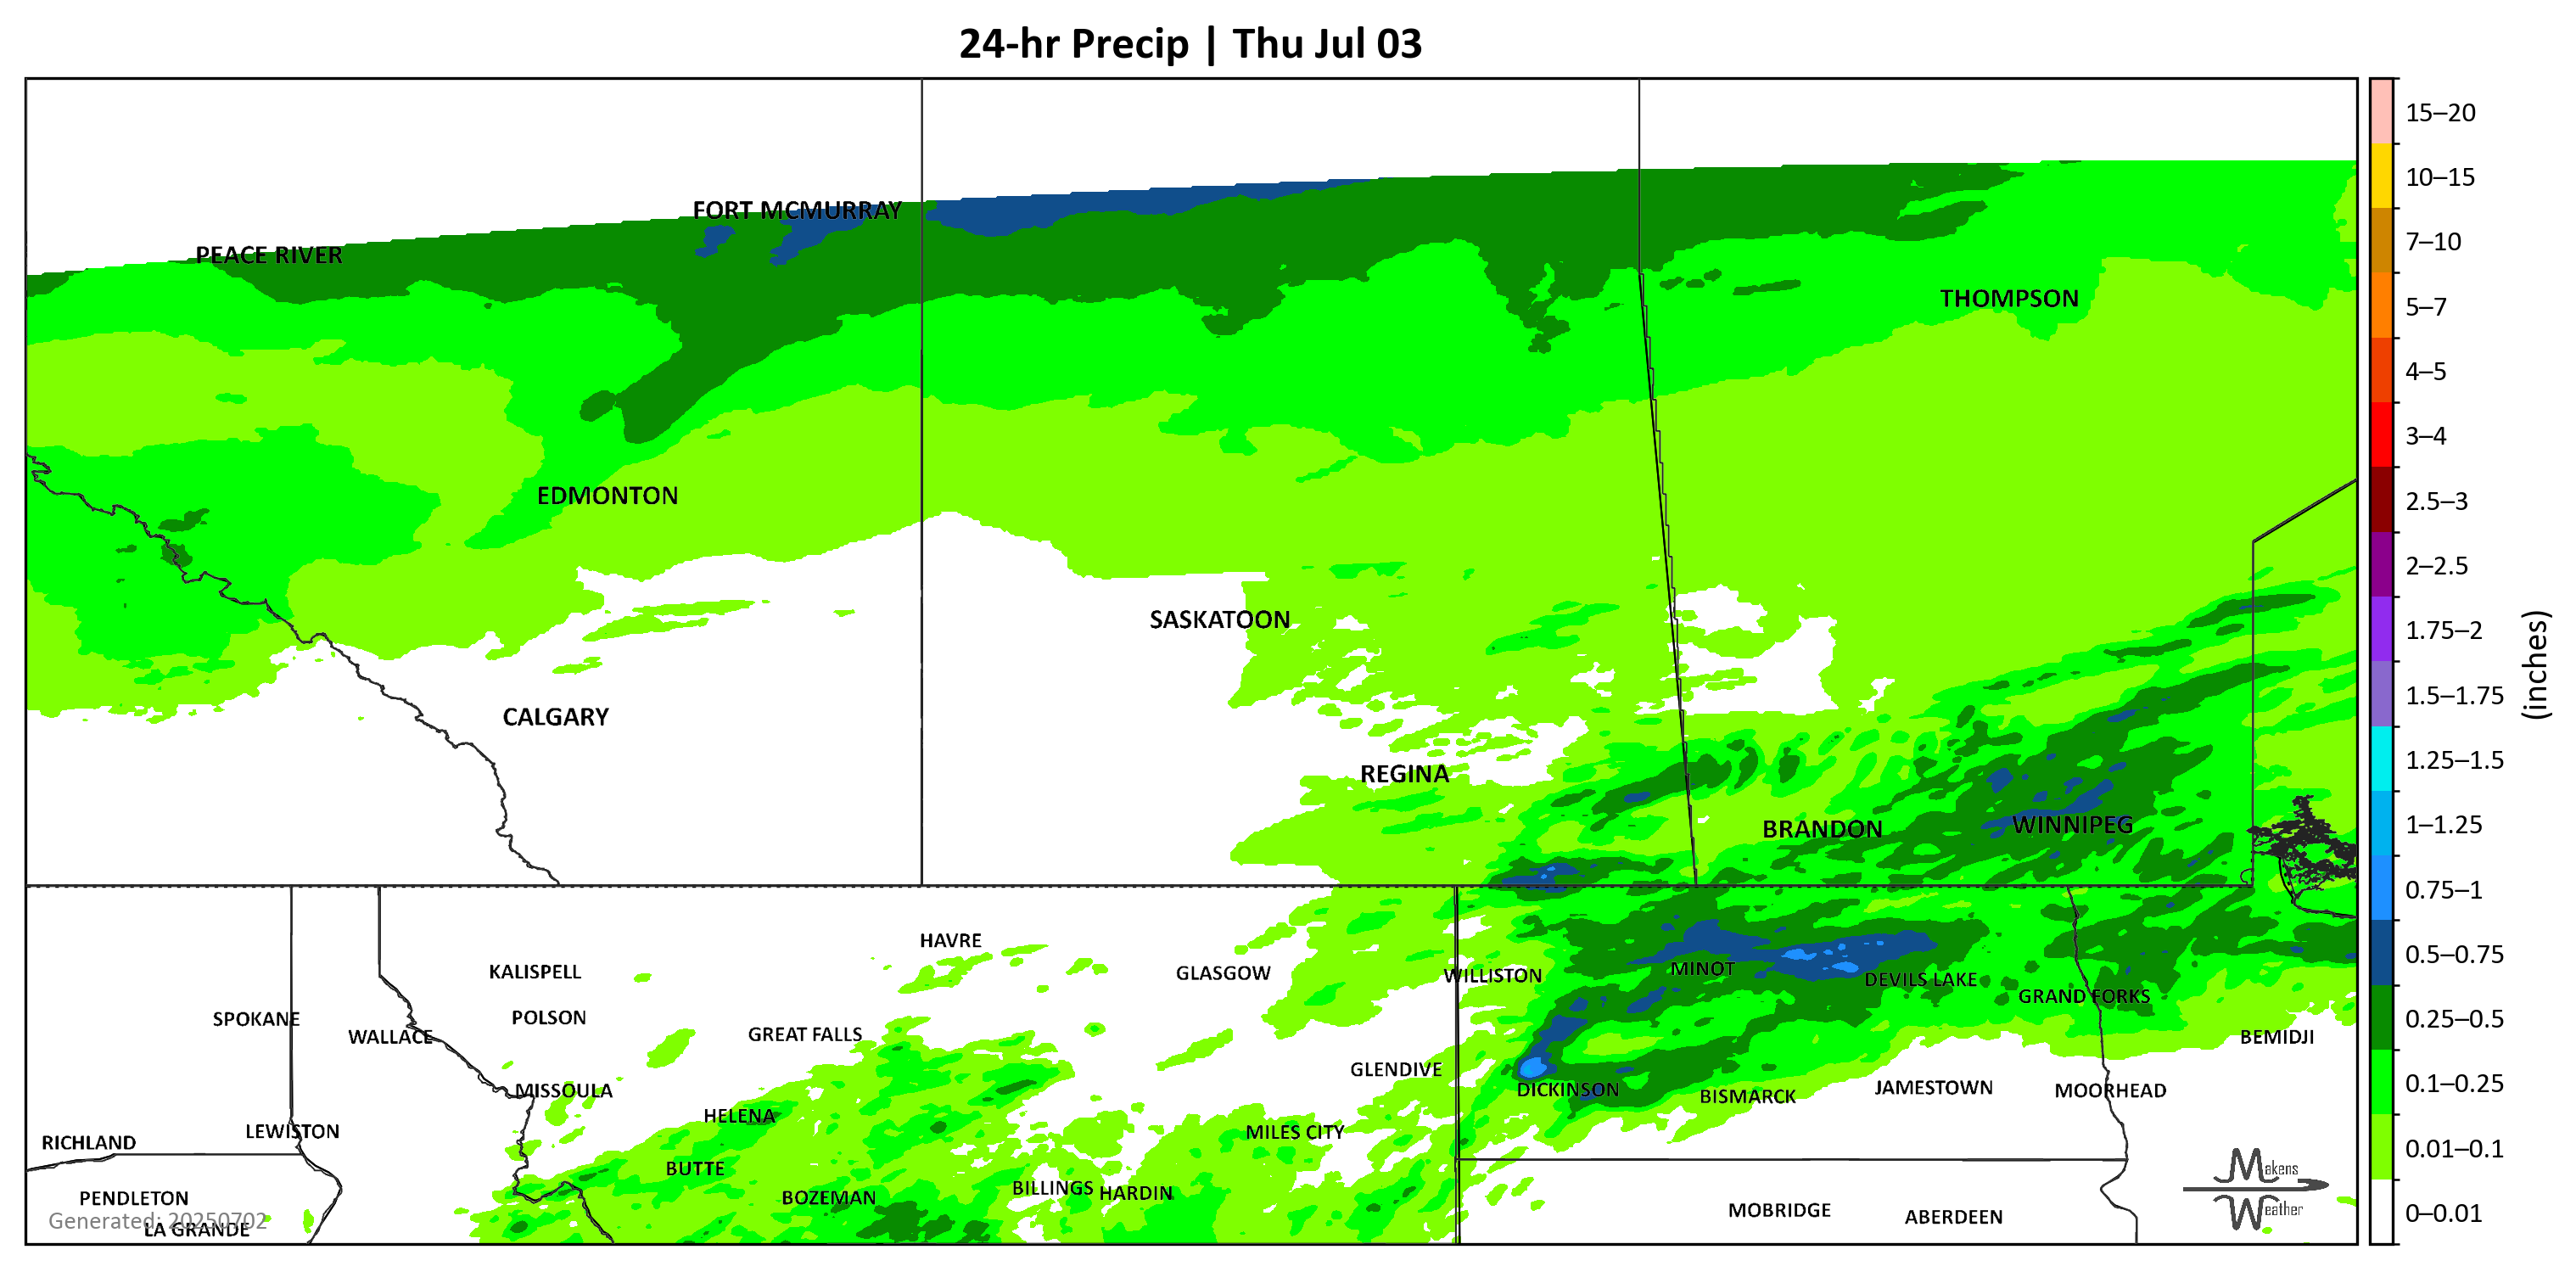 24-hr Precip | Thu Jul 03
FORT MCMURRAY
PEACE RIVER
THOMPSON
EDMONTON
SASKATOON
CALGARY
REGINA
BRANDON
WINNIPEG
HAVRE
KALISPELL
GLASGOW
WILLISTON
MINOT
DEVILS LAKE
GRAND FORKS
SPOKANE
POLSON
WALLACE
GREAT FALLS
BEMIDJI
GLENDIVE
MISSOULA
DICKINSON
BISMARCK
JAMESTOWN
MOORHEAD
HELENA
LEWISTON
MILES CITY
RICHLAND
BUTTE
BILLINGS
HARDIN
PENDLETON
BOZEMAN
MOBRIDGE
ABERDEEN
Generated: 20250702
LA GRANDE
Makens
Weather
15–20
10–15
7–10
5–7
4–5
3–4
2.5–3
2–2.5
1.75–2
1.5–1.75
1.25–1.5
1–1.25
0.75–1
0.5–0.75
0.25–0.5
0.1–0.25
0.01–0.1
0–0.01
(inches)